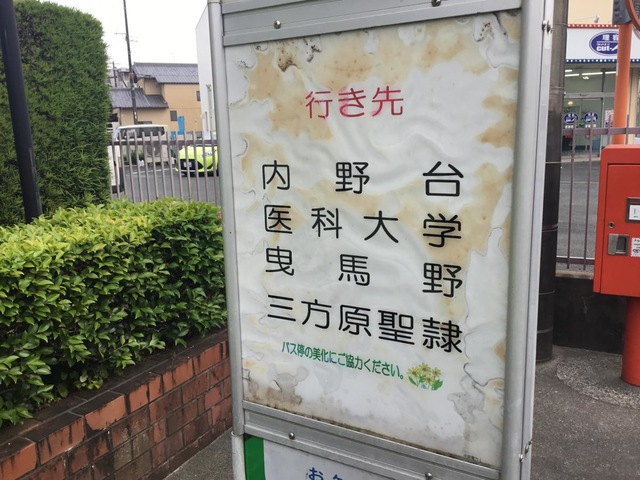 行き先
内野台
医科大学
曳馬野
三方原聖隷
バス停の美化にご協力ください。